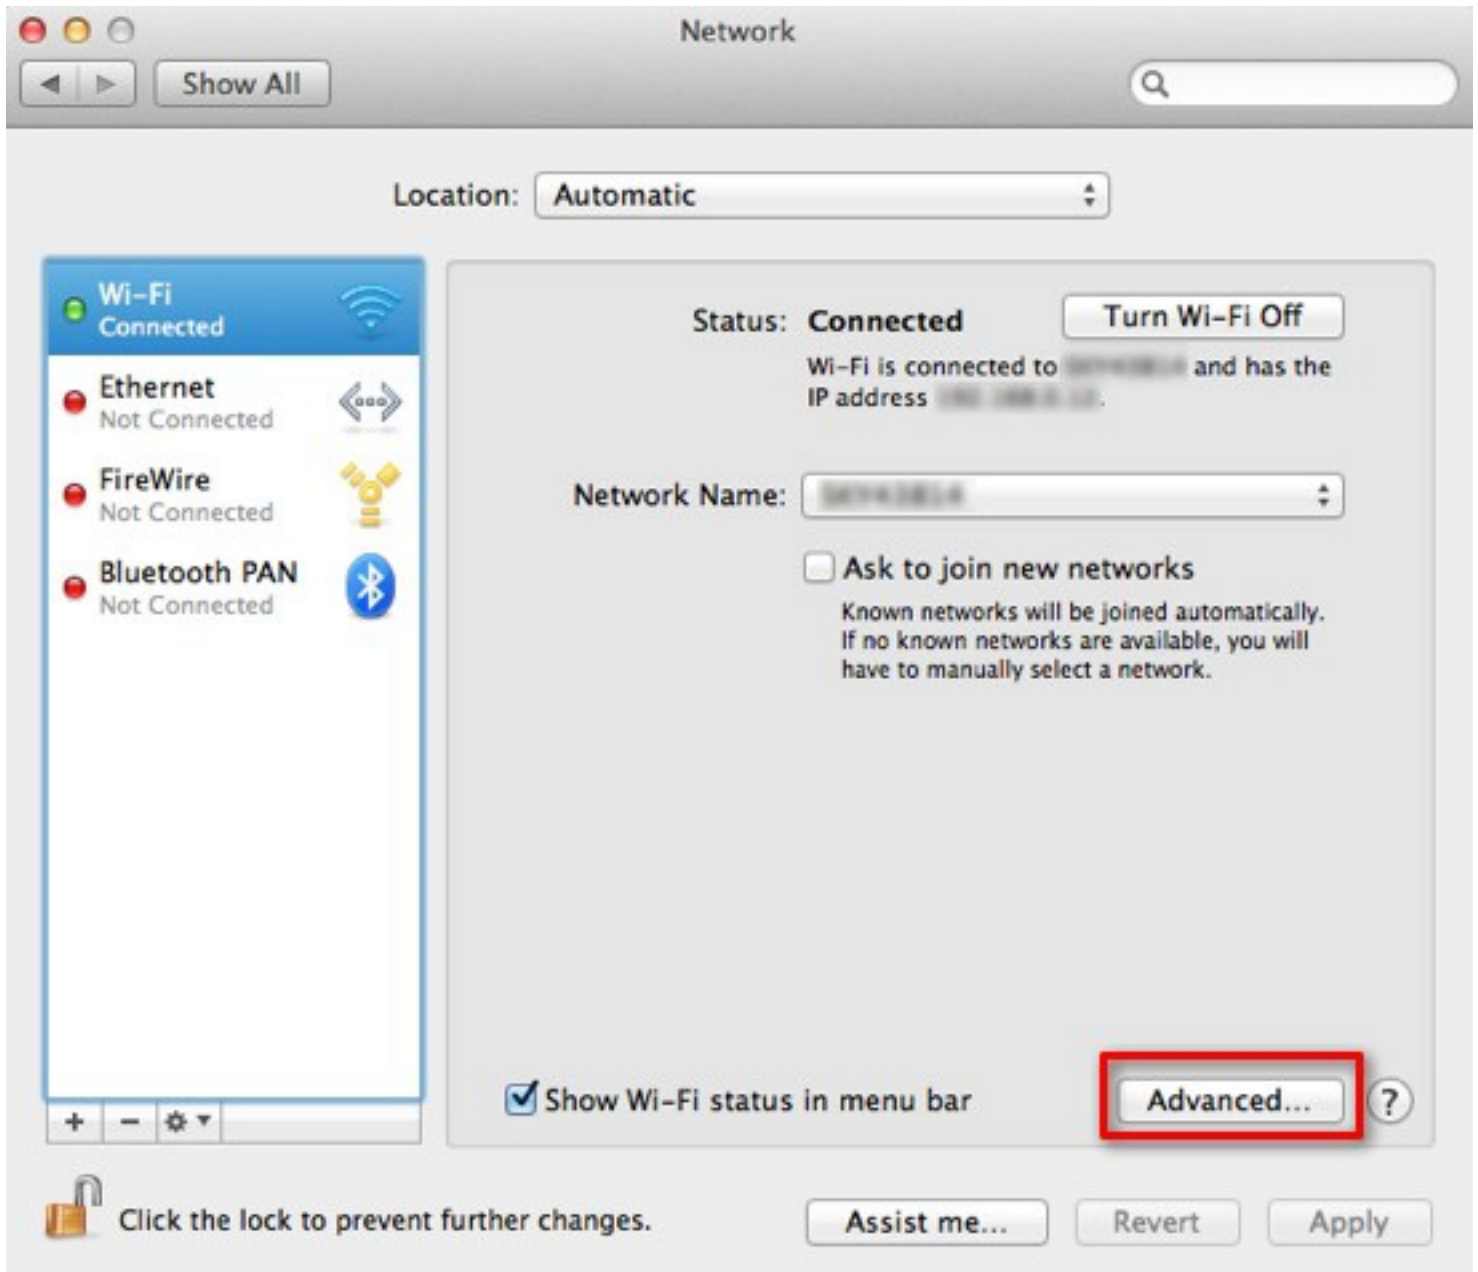 Network
Show All
Location: Automatic
Wi-Fi
Connected
Ethernet
Not Connected
FireWire
Not Connected
Bluetooth PAN
Not Connected
Status: Connected
Turn Wi-Fi Off
Wi-Fi is connected to and has the
IP address .
Network Name:
Ask to join new networks
Known networks will be joined automatically.
If no known networks are available, you will
have to manually select a network.
Show Wi-Fi status in menu bar
Advanced...
?
Click the lock to prevent further changes.
Assist me...
Revert
Apply